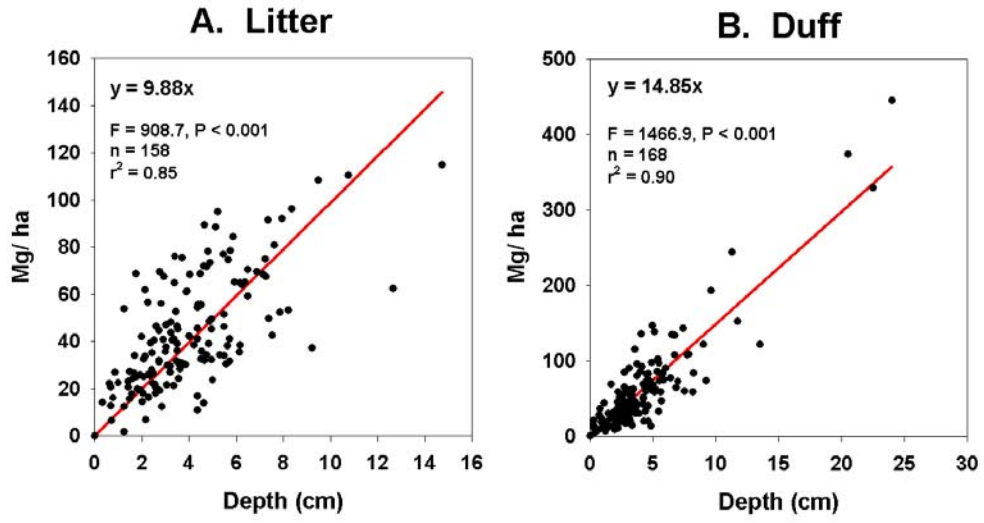 A. Litter
160
140
120
100
80
60
40
20
0
Mg/ ha
y = 9.88x
F = 908.7, P < 0.001
n = 158
r² = 0.85
0 2 4 6 8 10 12 14 16
Depth (cm)
B. Duff
500
400
300
200
100
0
Mg/ ha
y = 14.85x
F = 1466.9, P < 0.001
n = 168
r² = 0.90
0 5 10 15 20 25 30
Depth (cm)